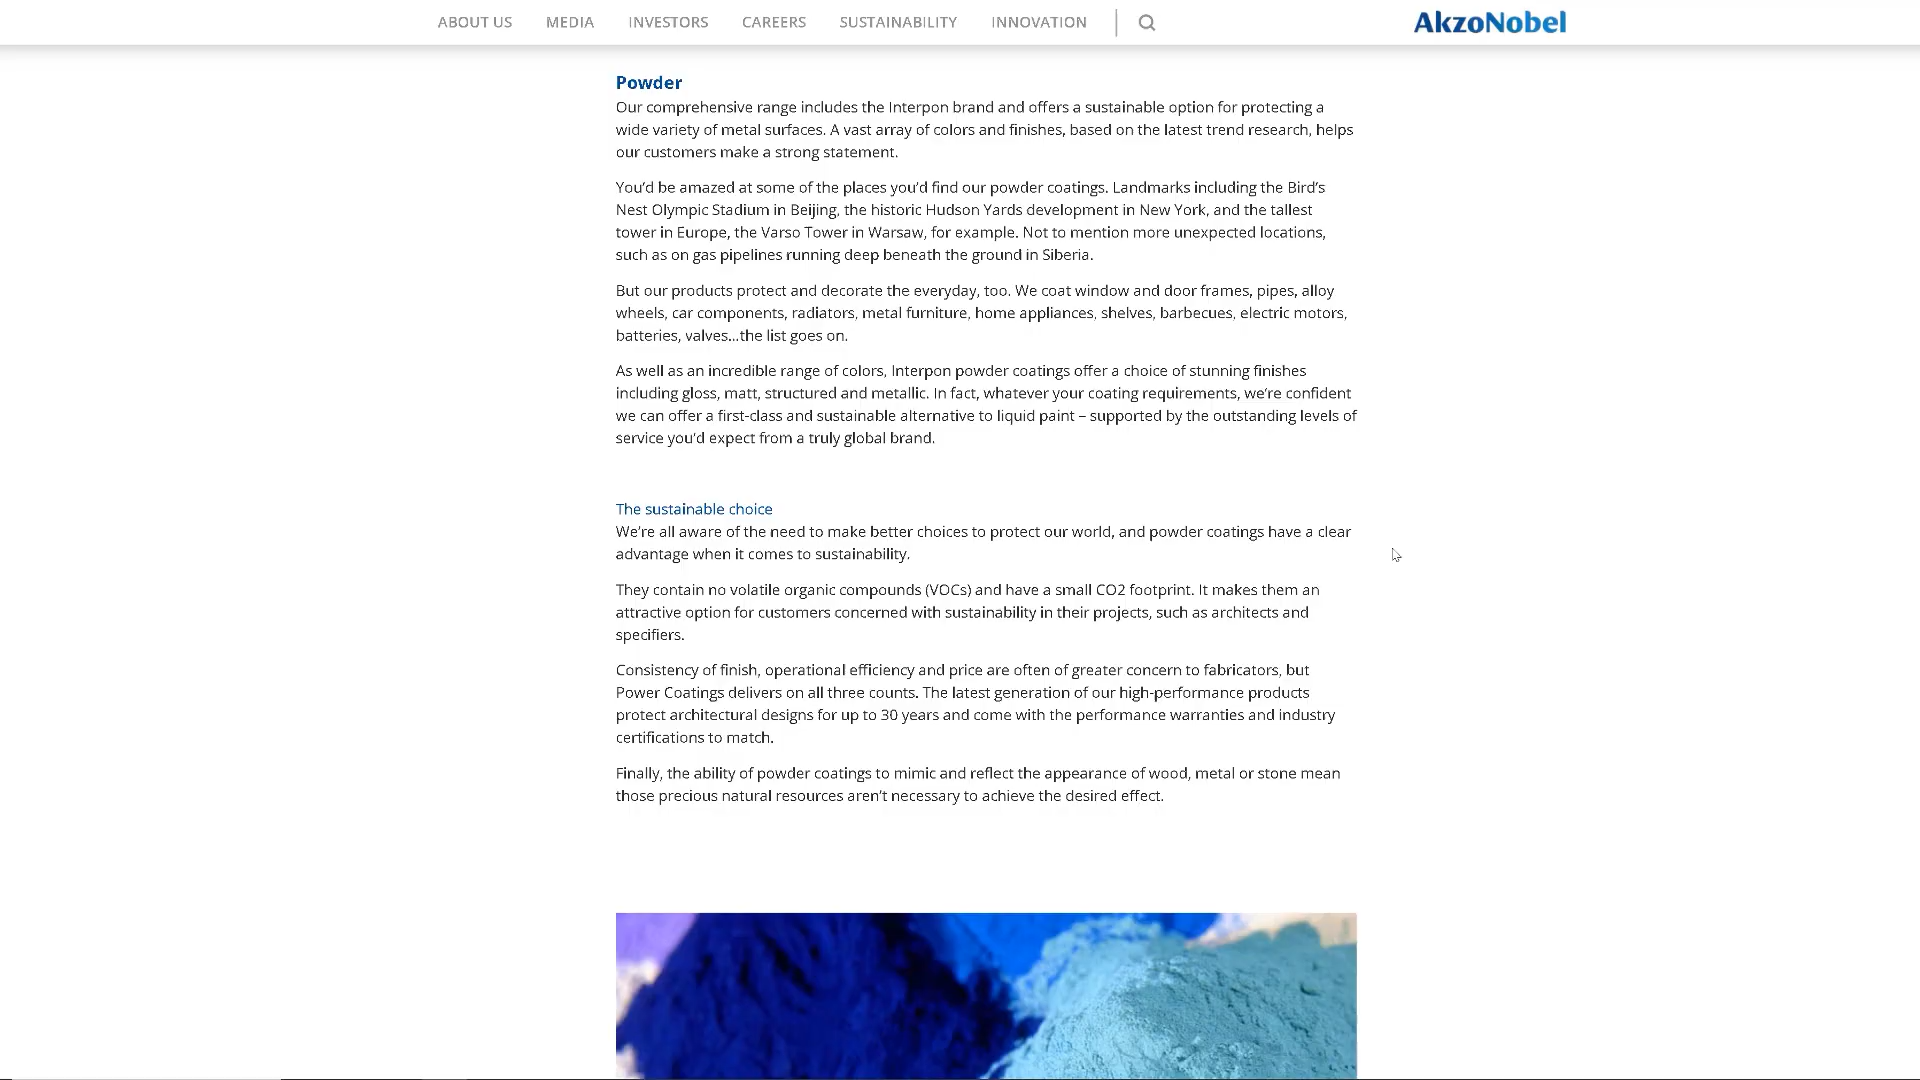 ABOUT US MEDIA INVESTORS CAREERS SUSTAINABILITY INNOVATION AkzoNobel
Powder
Our comprehensive range includes the Interpon brand and offers a sustainable option for protecting a
wide variety of metal surfaces. A vast array of colors and finishes, based on the latest trend research, helps
our customers make a strong statement.
You’d be amazed at some of the places you’d find our powder coatings. Landmarks including the Bird’s
Nest Olympic Stadium in Beijing, the historic Hudson Yards development in New York, and the tallest
tower in Europe, the Varso Tower in Warsaw, for example. Not to mention more unexpected locations,
such as on gas pipelines running deep beneath the ground in Siberia.
But our products protect and decorate the everyday, too. We coat window and door frames, pipes, alloy
wheels, car components, radiators, metal furniture, home appliances, shelves, barbecues, electric motors,
batteries, valves…the list goes on.
As well as an incredible range of colors, Interpon powder coatings offer a choice of stunning finishes
including gloss, matt, structured and metallic. In fact, whatever your coating requirements, we’re confident
we can offer a first-class and sustainable alternative to liquid paint – supported by the outstanding levels of
service you’d expect from a truly global brand.
The sustainable choice
We’re all aware of the need to make better choices to protect our world, and powder coatings have a clear
advantage when it comes to sustainability.
They contain no volatile organic compounds (VOCs) and have a small CO2 footprint. It makes them an
attractive option for customers concerned with sustainability in their projects, such as architects and
specifiers.
Consistency of finish, operational efficiency and price are often of greater concern to fabricators, but
Power Coatings delivers on all three counts. The latest generation of our high-performance products
protect architectural designs for up to 30 years and come with the performance warranties and industry
certifications to match.
Finally, the ability of powder coatings to mimic and reflect the appearance of wood, metal or stone mean
those precious natural resources aren’t necessary to achieve the desired effect.